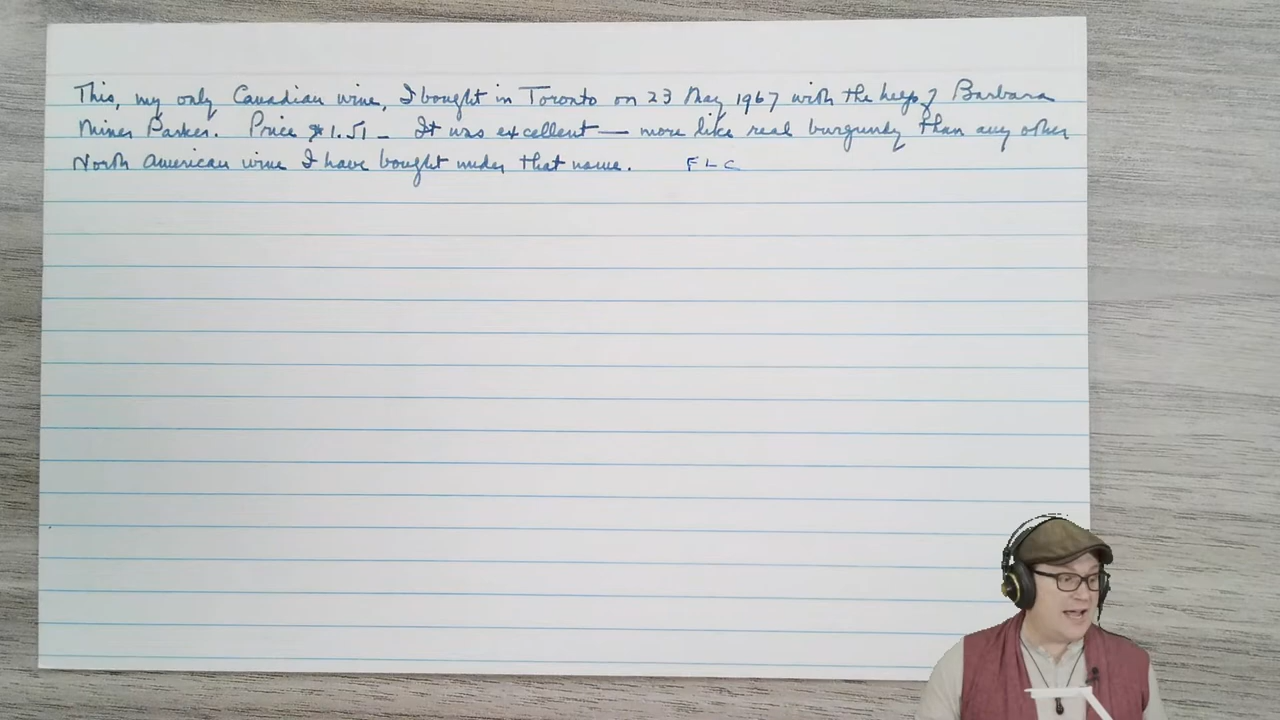 This, my only Canadian wine, I bought in Toronto on 23 May 1967 with the help of Barbara
Miner Parker. Price $1.51 – It was excellent — more like real burgundy than any other
North American wine I have bought under that name. FLC